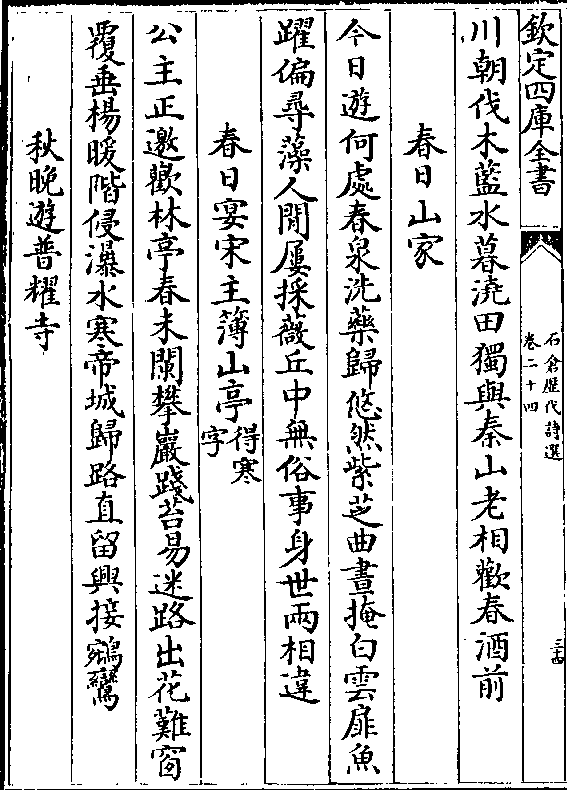 欽定四庫全書
石倉歷代詩選
卷二十四
三十四
川朝伐木藍水暮澆田獨與秦山老相歡春酒前
春日山家
今日遊何處春泉洗藥歸悠然紫芝曲晝掩白雲扉魚
躍偏尋藻人閒屢採薇丘中無俗事身世兩相違
春日宴宋主簿山亭得寒字
公主正邀歡林亭春未闌攀巖踐苔易迷路出花難窗
覆垂楊暖階侵瀑水寒帝城歸路直留興接鵷鸞
秋晚遊普耀寺